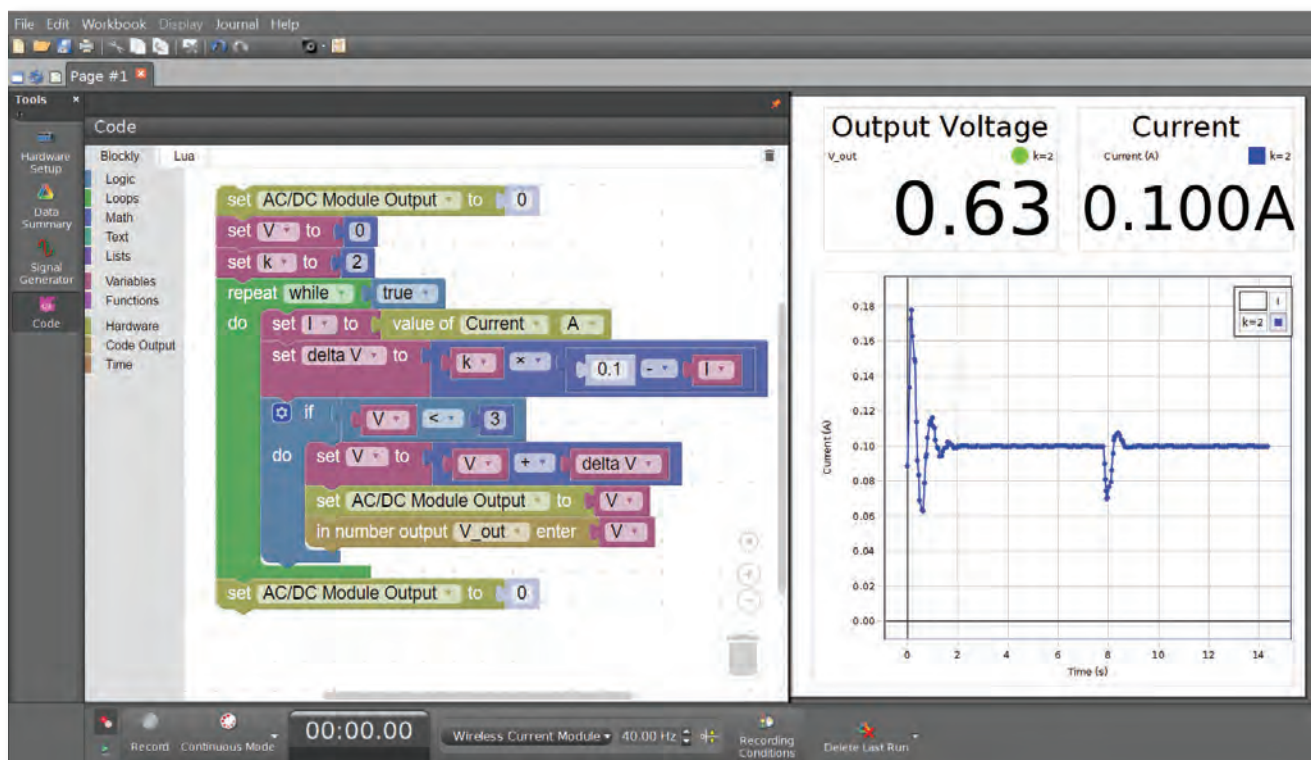 File Edit Workbook Display Journal Help
Page #1
Tools
Hardware Setup
Data Summary
Signal Generator
Code
Code
Blockly Lua
Logic
Loops
Math
Text
Lists
Variables
Functions
Hardware
Code Output
Time
set AC/DC Module Output to 0
set V to 0
set k to 2
repeat while true
do set I to value of Current A
set delta V to k × 0.1 - I
if V < 3
do set V to V + delta V
set AC/DC Module Output to V
in number output V_out enter V
set AC/DC Module Output to 0
Output Voltage
V_out k=2
0.63
Current
Current (A) k=2
0.100A
I
k=2
0.18
0.16
0.14
0.12
0.10
0.08
0.06
0.04
0.02
0.00
Current (A)
0 2 4 6 8 10 12 14
Time (s)
Record Continuous Mode 00:00.00 Wireless Current Module 40.00 Hz Recording Conditions Delete Last Run